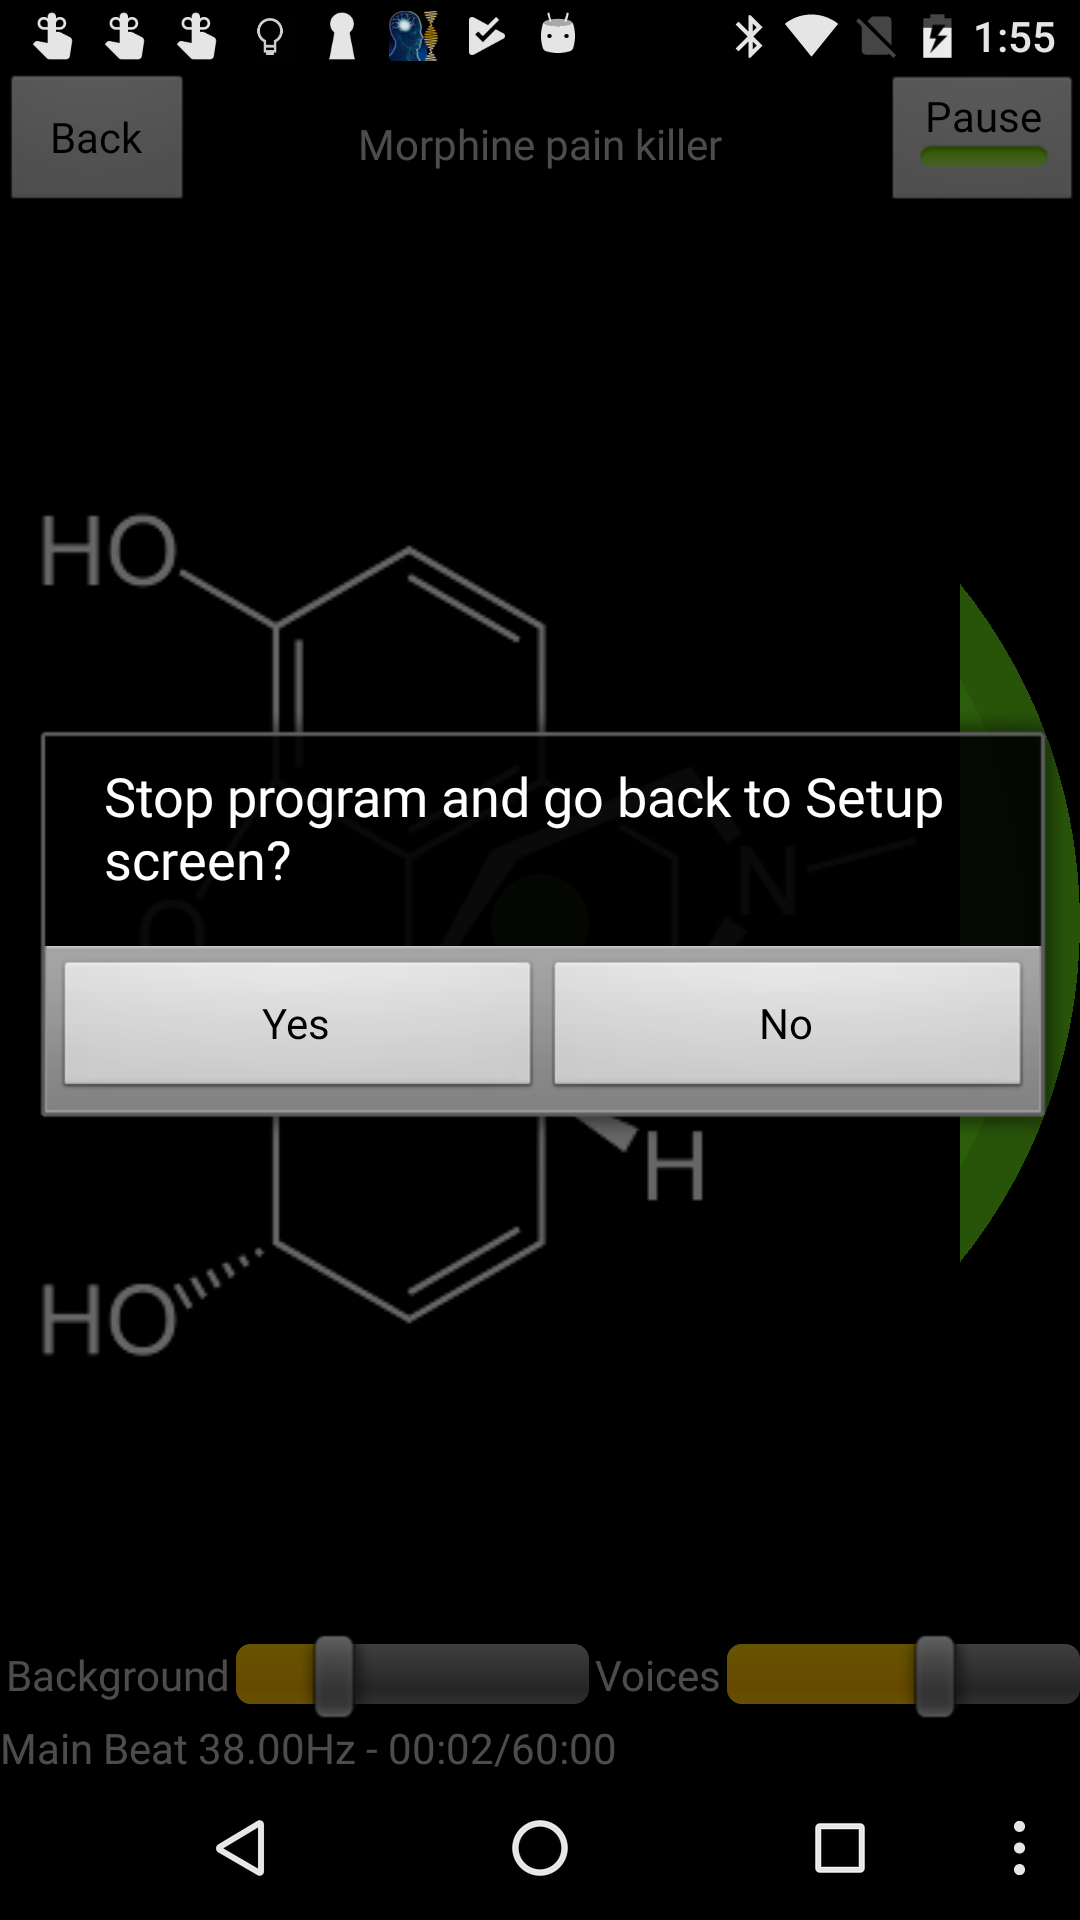 1:55
Back
Morphine pain killer
Pause
HO
Stop program and go back to Setup
screen?
N
O
Yes
No
H
HO
Background
Voices
Main Beat 38.00Hz - 00:02/60:00